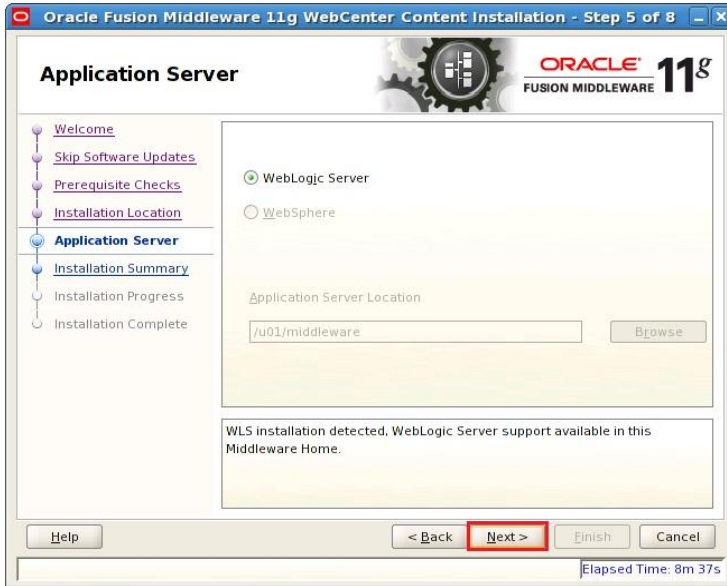 Oracle Fusion Middleware 11g WebCenter Content Installation - Step 5 of 8
Application Server
ORACLE
FUSION MIDDLEWARE
11g
Welcome
Skip Software Updates
Prerequisite Checks
Installation Location
Application Server
Installation Summary
Installation Progress
Installation Complete
WebLogic Server
WebSphere
Application Server Location
/u01/middleware
Browse
WLS installation detected, WebLogic Server support available in this
Middleware Home.
Help
< Back
Next >
Finish
Cancel
Elapsed Time: 8m 37s